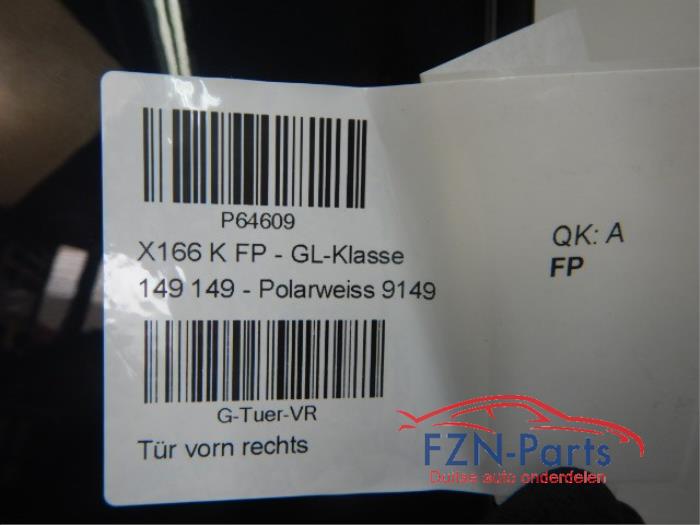 P64609
X166 K FP - GL-Klasse
149 149 - Polarweiss 9149
G-Tuer-VR
Tür vorn rechts
QK: A
FP
FZN-Parts
Duitse auto onderdelen